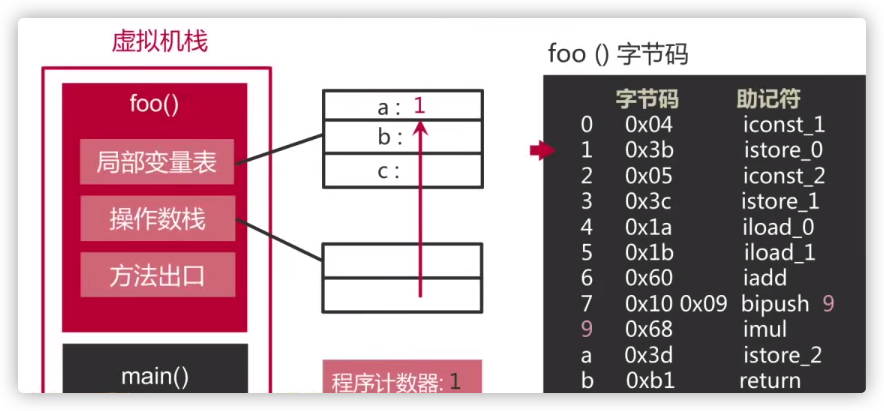 虚拟机栈
foo()
局部变量表
操作数栈
方法出口
main()
a : 1
b :
c :
程序计数器: 1
foo () 字节码
字节码 助记符
0 0x04 iconst_1
1 0x3b istore_0
2 0x05 iconst_2
3 0x3c istore_1
4 0x1a iload_0
5 0x1b iload_1
6 0x60 iadd
7 0x10 0x09 bipush 9
9 0x68 imul
a 0x3d istore_2
b 0xb1 return